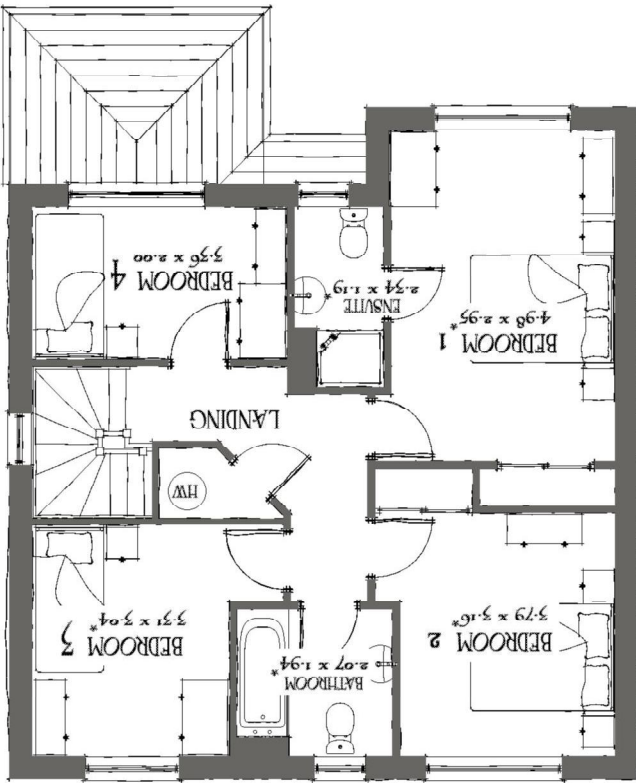 BEDROOM 2
3.79 x 3.16*
BATHROOM
2.07 x 1.94*
BEDROOM 3
3.31 x 3.04*
HW
LANDING
BEDROOM 1
4.98 x 2.95*
ENSUITE
2.34 x 1.19*
BEDROOM 4
3.36 x 2.00